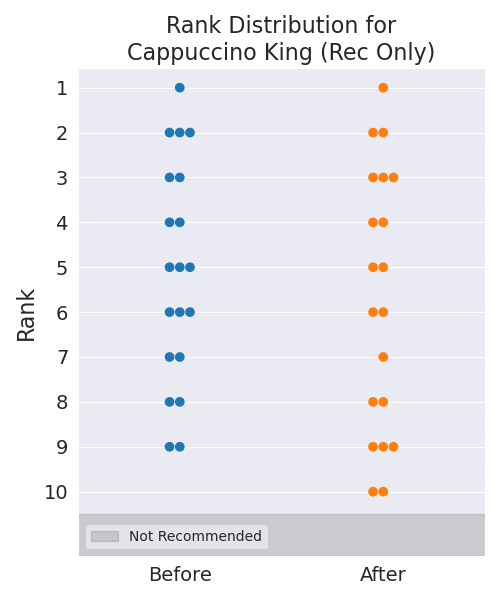 Rank Distribution for
Cappuccino King (Rec Only)
1
2
3
4
5
6
7
8
9
10
Rank
Not Recommended
Before After